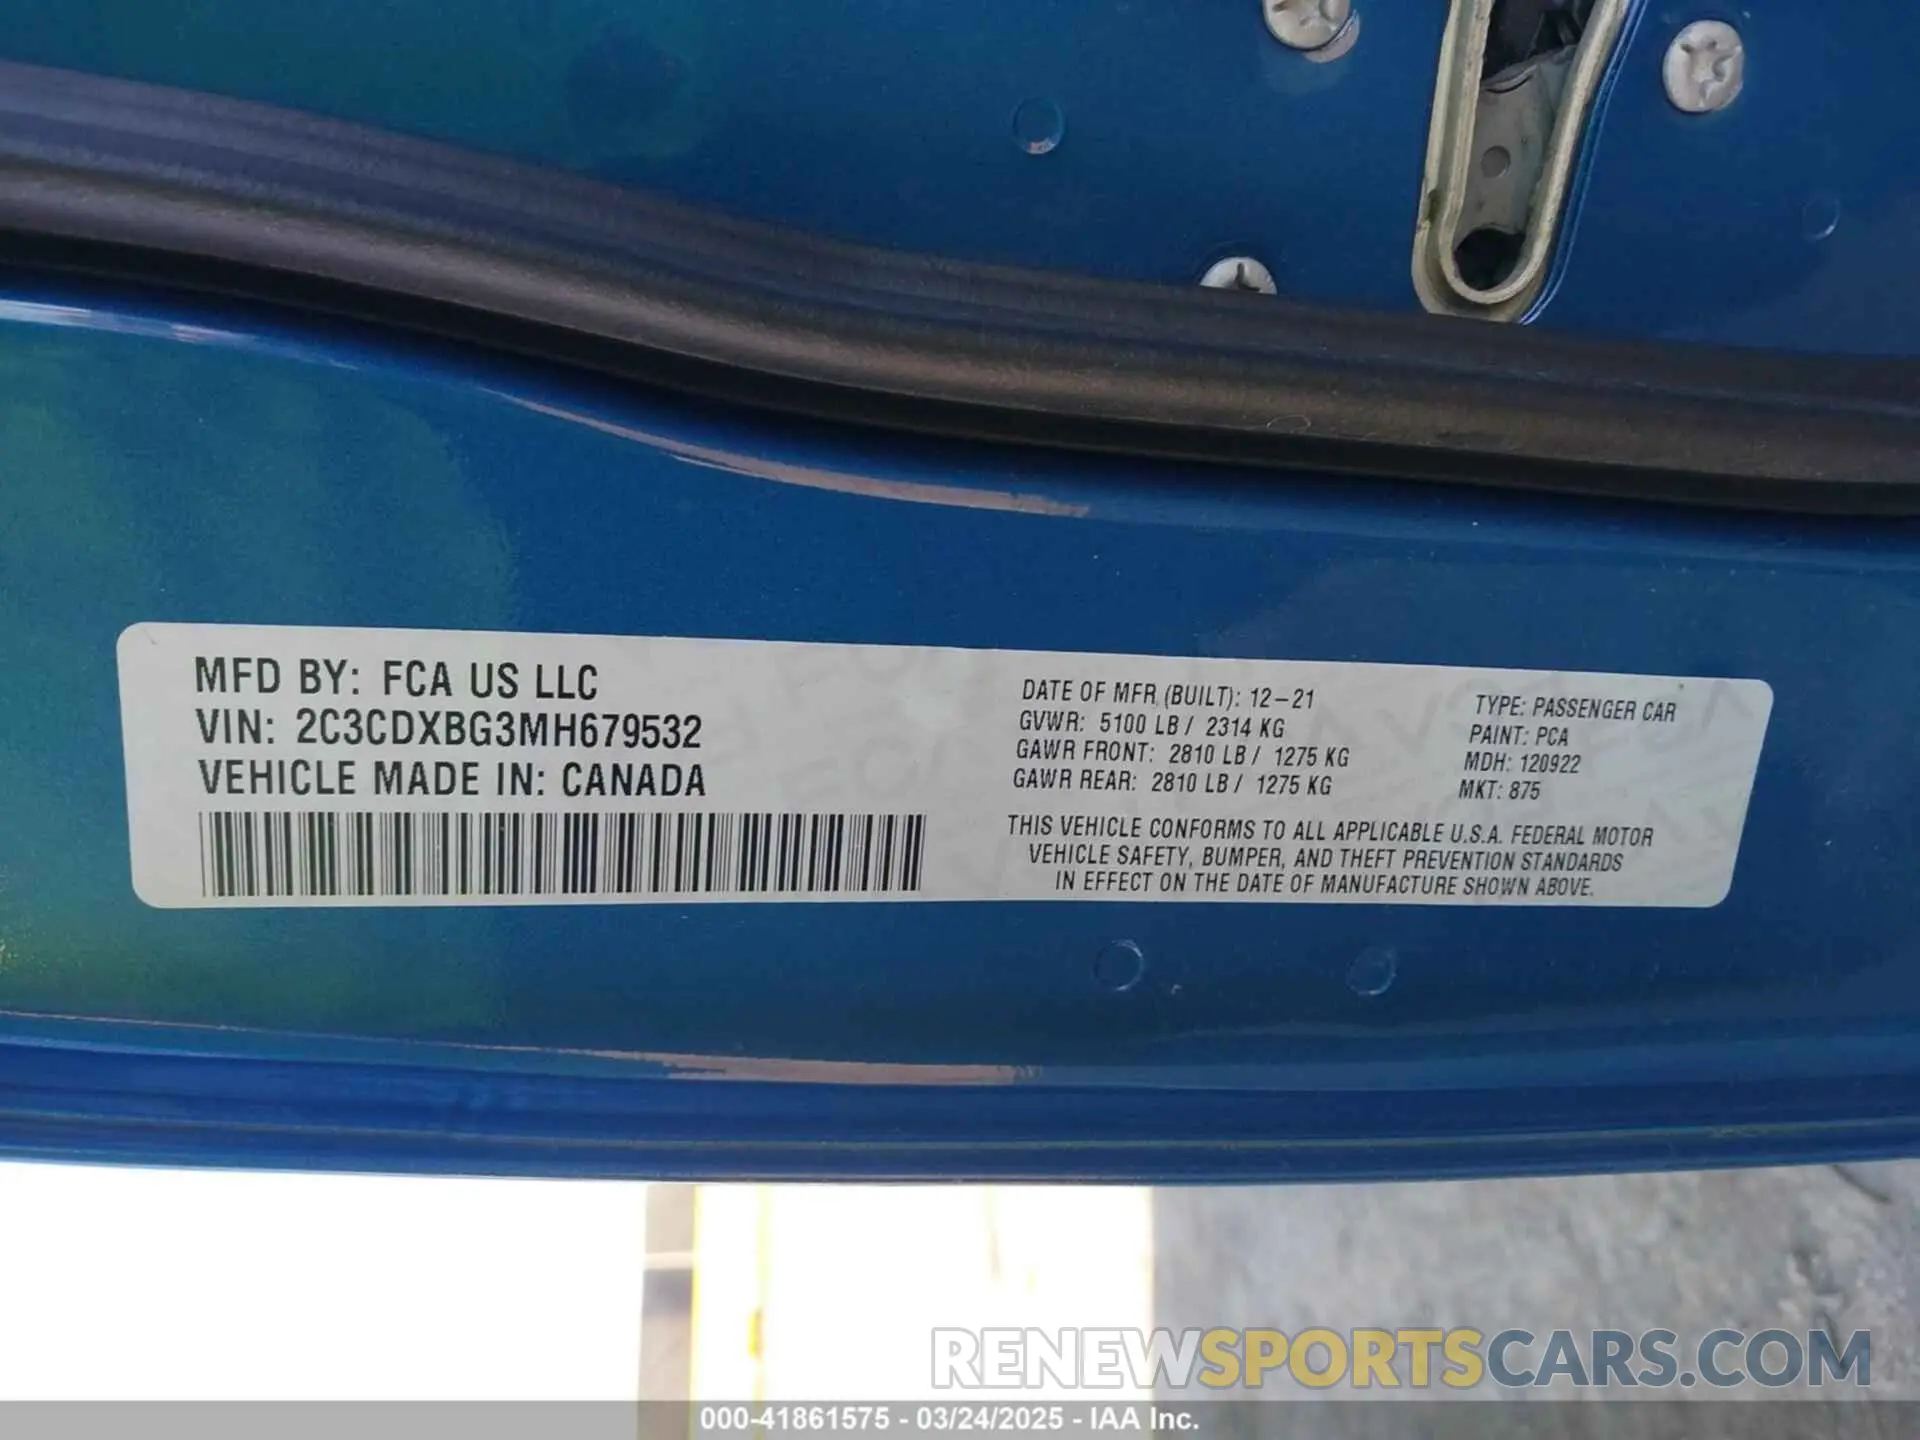 MFD BY: FCA US LLC
VIN: 2C3CDXBG3MH679532
VEHICLE MADE IN: CANADA
DATE OF MFR (BUILT): 12-21
GVWR: 5100 LB / 2314 KG
GAWR FRONT: 2810 LB / 1275 KG
GAWR REAR: 2810 LB / 1275 KG
TYPE: PASSENGER CAR
PAINT: PCA
MDH: 120922
MKT: 875
THIS VEHICLE CONFORMS TO ALL APPLICABLE U.S.A. FEDERAL MOTOR
VEHICLE SAFETY, BUMPER, AND THEFT PREVENTION STANDARDS
IN EFFECT ON THE DATE OF MANUFACTURE SHOWN ABOVE.
RENEWSPORTSCARS.COM
000-41861575 - 03/24/2025 - IAA Inc.